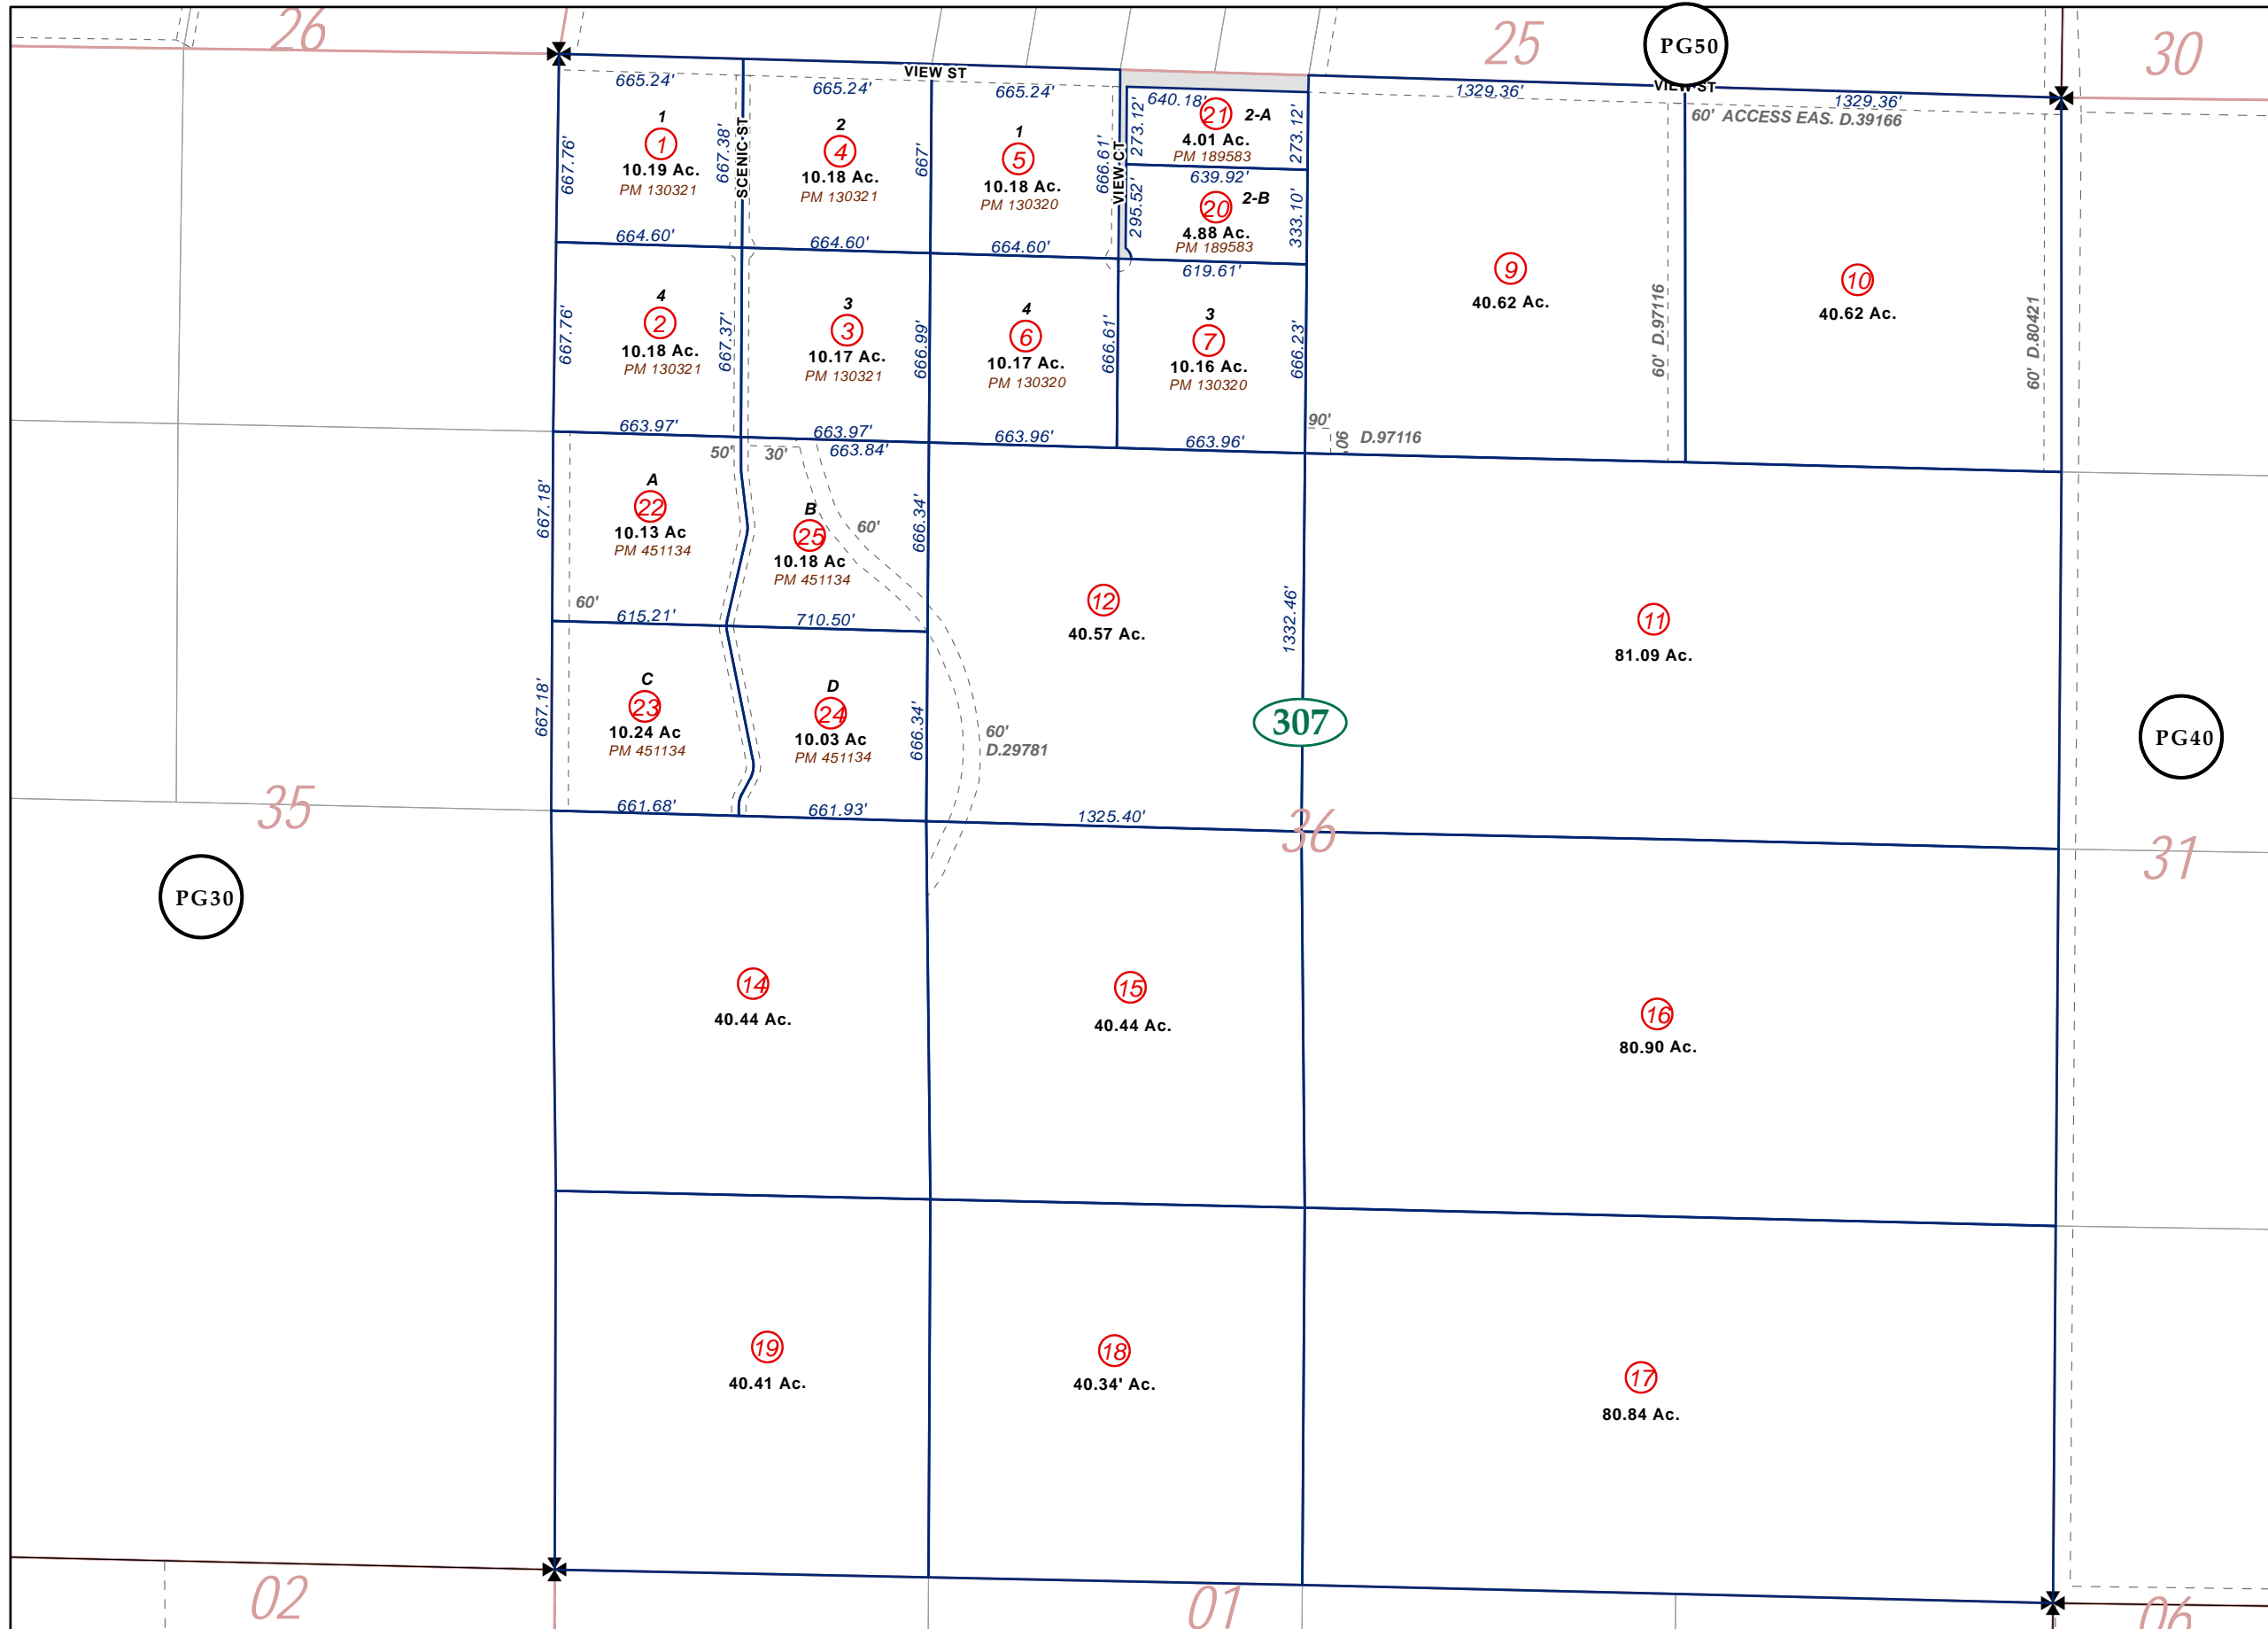 26
25
PG50
30
VIEW ST
VIEW ST
665.24'
665.24'
665.24'
640.18'
1329.36'
1329.36'
60' ACCESS EAS. D.39166
1
1
10.19 Ac.
PM 130321
667.76'
667.38'
SCENIC ST
2
4
10.18 Ac.
PM 130321
667'
1
5
10.18 Ac.
PM 130320
666.61'
VIEW CT
273.12'
21
2-A
4.01 Ac.
PM 189583
273.12'
639.92'
295.52'
20
2-B
4.88 Ac.
PM 189583
333.10'
664.60'
664.60'
664.60'
619.61'
9
40.62 Ac.
60' D.97116
10
40.62 Ac.
60' D.80421
667.76'
4
2
10.18 Ac.
PM 130321
667.37'
3
3
10.17 Ac.
PM 130321
666.99'
4
6
10.17 Ac.
PM 130320
666.61'
3
7
10.16 Ac.
PM 130320
666.23'
663.97'
663.97'
663.96'
663.96'
90'
90'
D.97116
50'
30'
663.84'
667.18'
A
22
10.13 Ac
PM 451134
B
25
10.18 Ac
PM 451134
60'
666.34'
60'
615.21'
710.50'
12
40.57 Ac.
1332.46'
11
81.09 Ac.
667.18'
C
23
10.24 Ac
PM 451134
D
24
10.03 Ac
PM 451134
666.34'
60'
D.29781
307
PG40
661.68'
661.93'
1325.40'
35
36
31
PG30
14
40.44 Ac.
15
40.44 Ac.
16
80.90 Ac.
19
40.41 Ac.
18
40.34' Ac.
17
80.84 Ac.
02
01
06